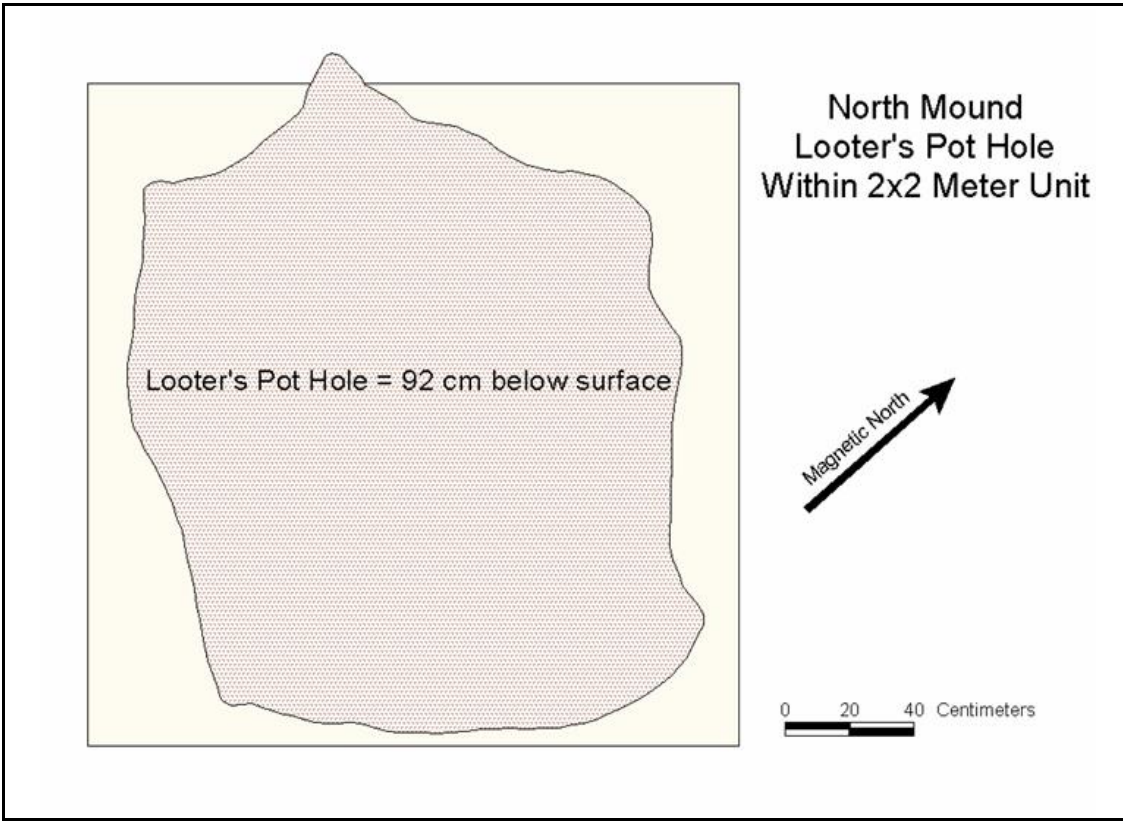 North Mound
Looter's Pot Hole
Within 2x2 Meter Unit
Looter's Pot Hole = 92 cm below surface
Magnetic North
0 20 40 Centimeters